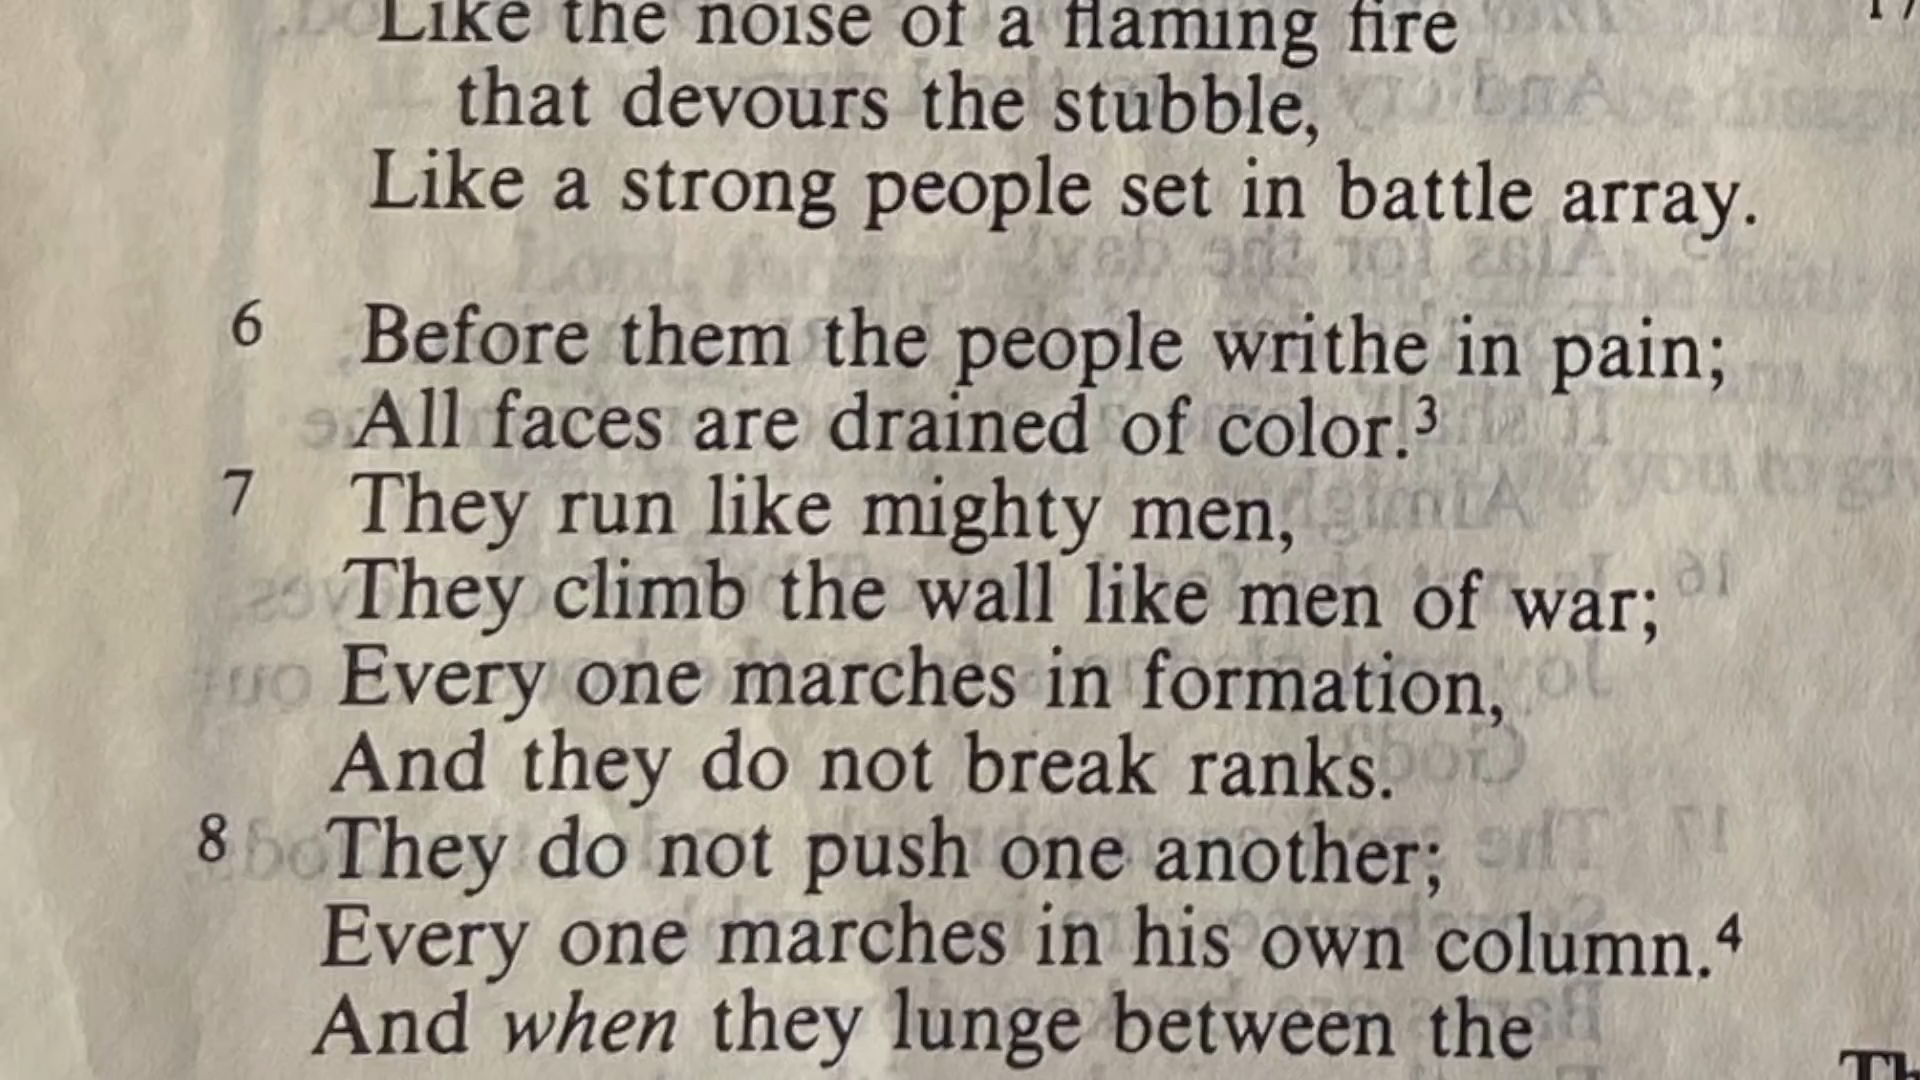 Like the noise of a flaming fire
that devours the stubble,
Like a strong people set in battle array.
6 Before them the people writhe in pain;
All faces are drained of color.3
7 They run like mighty men,
They climb the wall like men of war;
Every one marches in formation,
And they do not break ranks.
8 They do not push one another;
Every one marches in his own column.4
And when they lunge between the
17
Th